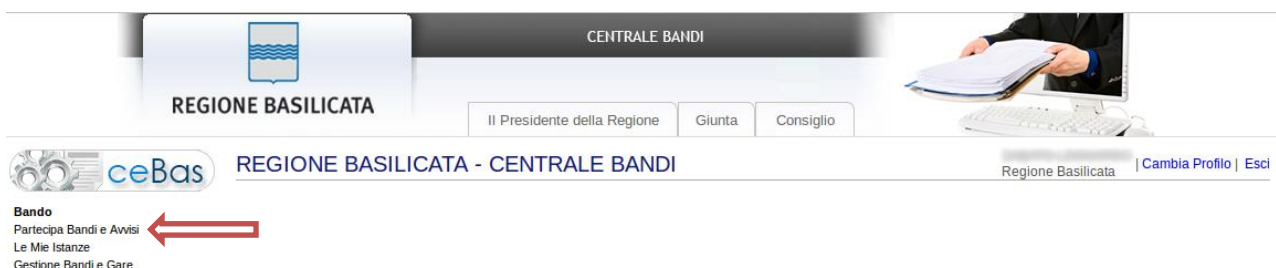 CENTRALE BANDI
REGIONE BASILICATA
Il Presidente della Regione
Giunta
Consiglio
ceBas
REGIONE BASILICATA - CENTRALE BANDI
Regione Basilicata | Cambia Profilo | Esci
Bando
Partecipa Bandi e Avvisi
Le Mie Istanze
Gestione Bandi e Gare